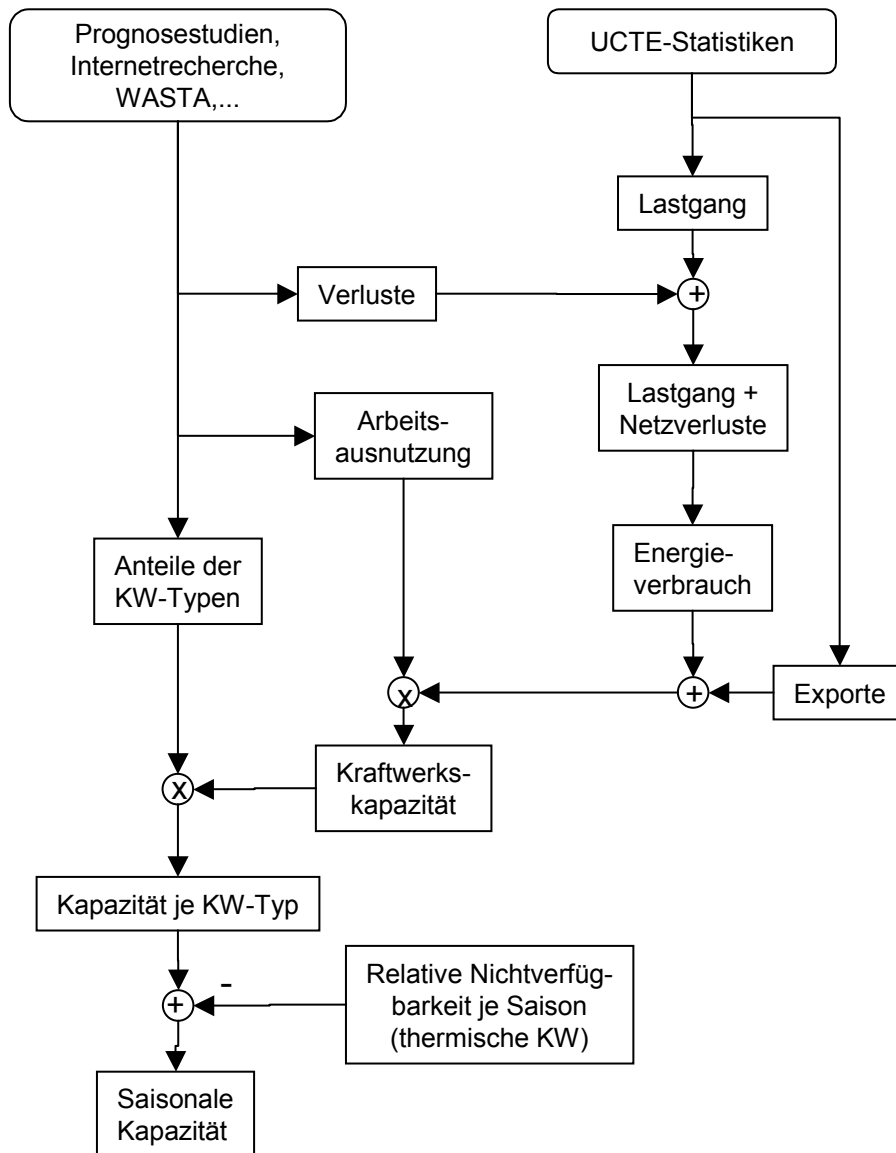 Prognosestudien,
Internetrecherche,
WASTA,...
UCTE-Statistiken
Lastgang
Verluste
+
Lastgang +
Netzverluste
Arbeits-
ausnutzung
Energie-
verbrauch
Anteile der
KW-Typen
x
+
Exporte
Kraftwerks-
kapazität
x
Kapazität je KW-Typ
Relative Nichtverfüg-
barkeit je Saison
(thermische KW)
-
+
Saisonale
Kapazität